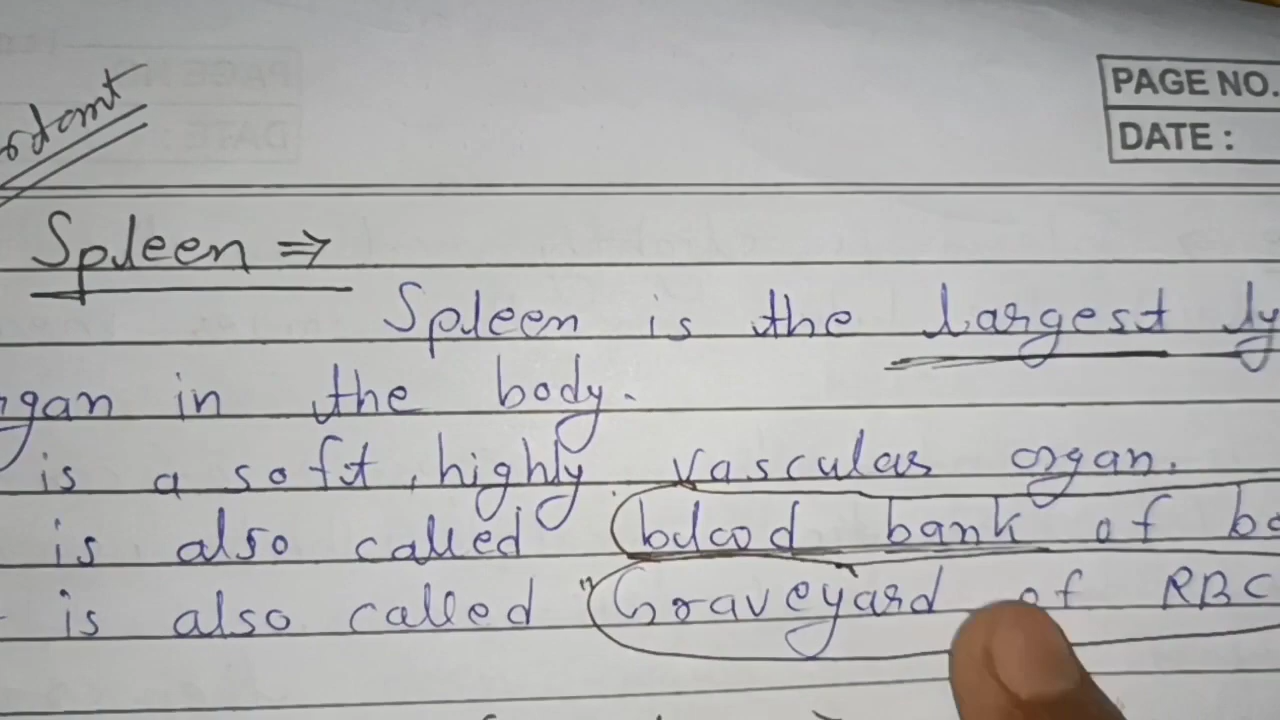 PAGE NO.
DATE :
Spleen ⇒
Spleen is the largest
in the body.
is a soft, highly vascular organ.
is also called blood bank of
is also called "Graveyard of RBC